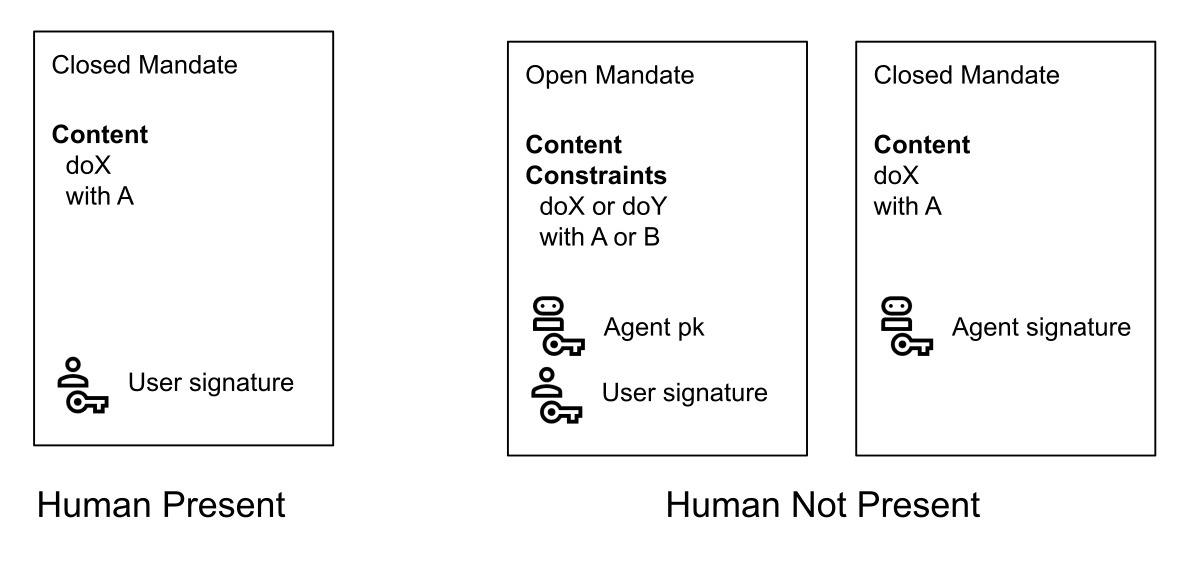 Closed Mandate
Content
doX
with A
User signature
Human Present
Open Mandate
Content
Constraints
doX or doY
with A or B
Agent pk
User signature
Closed Mandate
Content
doX
with A
Agent signature
Human Not Present